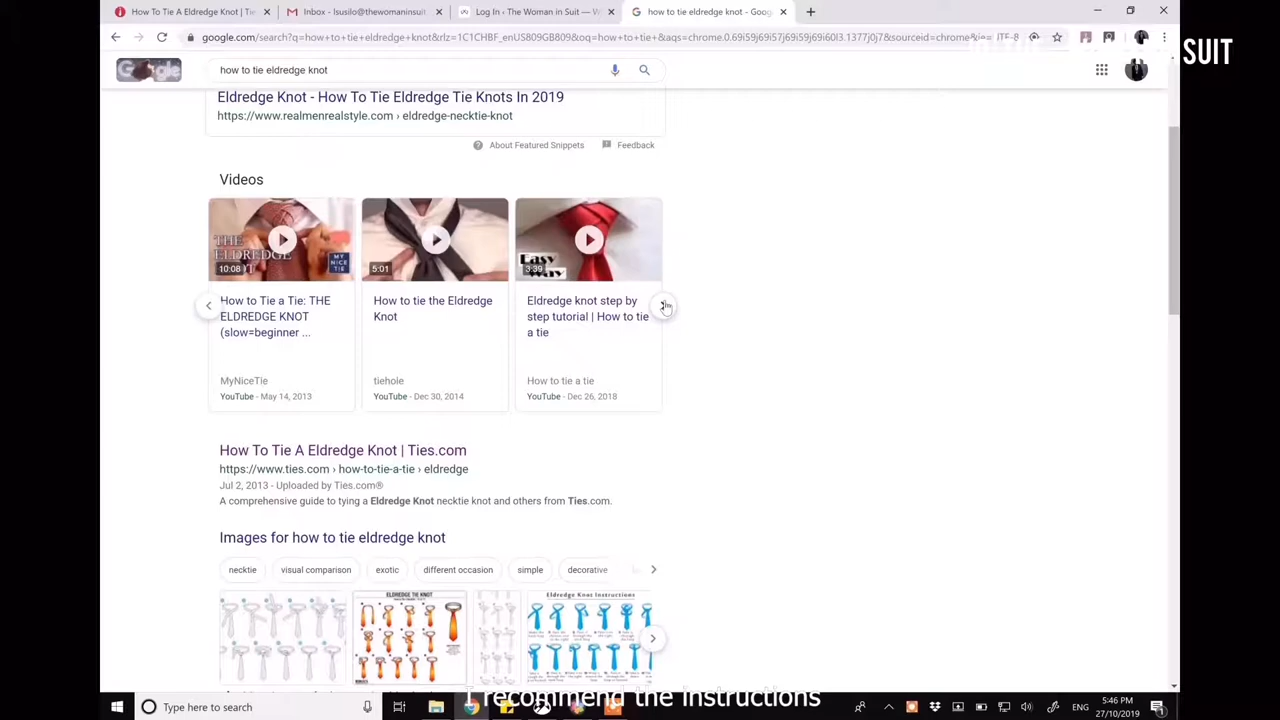 How To Tie A Eldredge Knot | Ties.
Inbox - lsusilo@thewomaninsuit.
Log In ‹ The Woman in Suit — W
how to tie eldredge knot - Goog
SUIT
how to tie eldredge knot
Eldredge Knot - How To Tie Eldredge Tie Knots In 2019
https://www.realmenrealstyle.com › eldredge-necktie-knot
About Featured Snippets
Feedback
Videos
THE
ELDREDGE
10:08
MY
NICE
TIE
5:01
Easy
Way
3:39
How to Tie a Tie: THE
ELDREDGE KNOT
(slow=beginner ...
MyNiceTie
YouTube - May 14, 2013
How to tie the Eldredge
Knot
tiehole
YouTube - Dec 30, 2014
Eldredge knot step by
step tutorial | How to tie
a tie
How to tie a tie
YouTube - Dec 26, 2018
How To Tie A Eldredge Knot | Ties.com
https://www.ties.com › how-to-tie-a-tie › eldredge
Jul 2, 2013 - Uploaded by Ties.com®
A comprehensive guide to tying a Eldredge Knot necktie knot and others from Ties.com.
Images for how to tie eldredge knot
necktie
visual comparison
exotic
different occasion
simple
decorative
ELDREDGE TIE KNOT
Eldredge Knot Instructions
I recommend the instructions
Type here to search
ENG
5:46 PM
27/10/2019